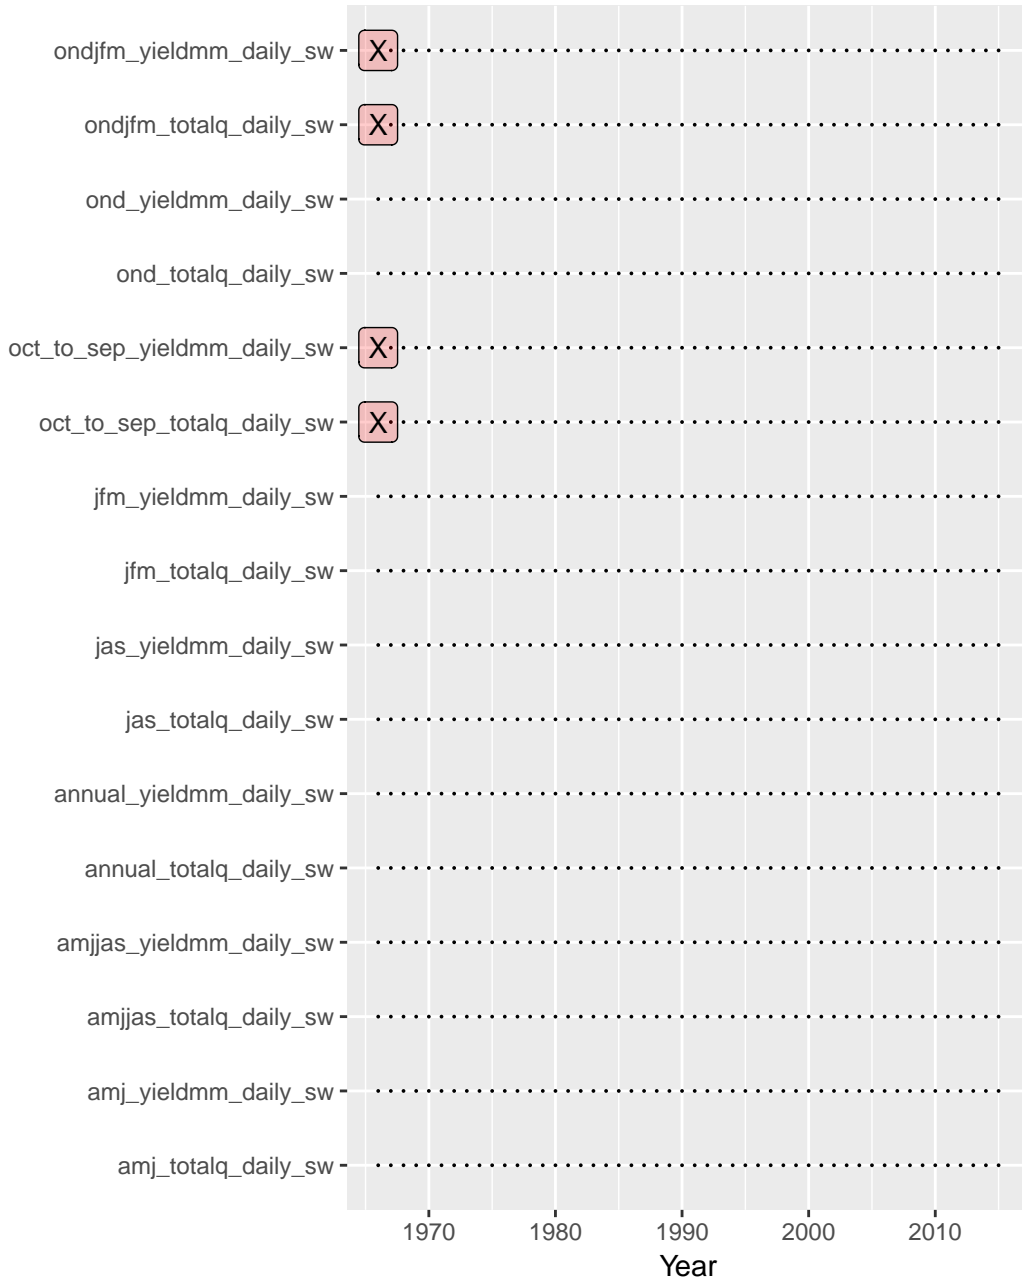 ondjfm_yieldmm_daily_sw X
ondjfm_totalq_daily_sw X
ond_yieldmm_daily_sw
ond_totalq_daily_sw
oct_to_sep_yieldmm_daily_sw X
oct_to_sep_totalq_daily_sw X
jfm_yieldmm_daily_sw
jfm_totalq_daily_sw
jas_yieldmm_daily_sw
jas_totalq_daily_sw
annual_yieldmm_daily_sw
annual_totalq_daily_sw
amjjas_yieldmm_daily_sw
amjjas_totalq_daily_sw
amj_yieldmm_daily_sw
amj_totalq_daily_sw
1970 1980 1990 2000 2010
Year